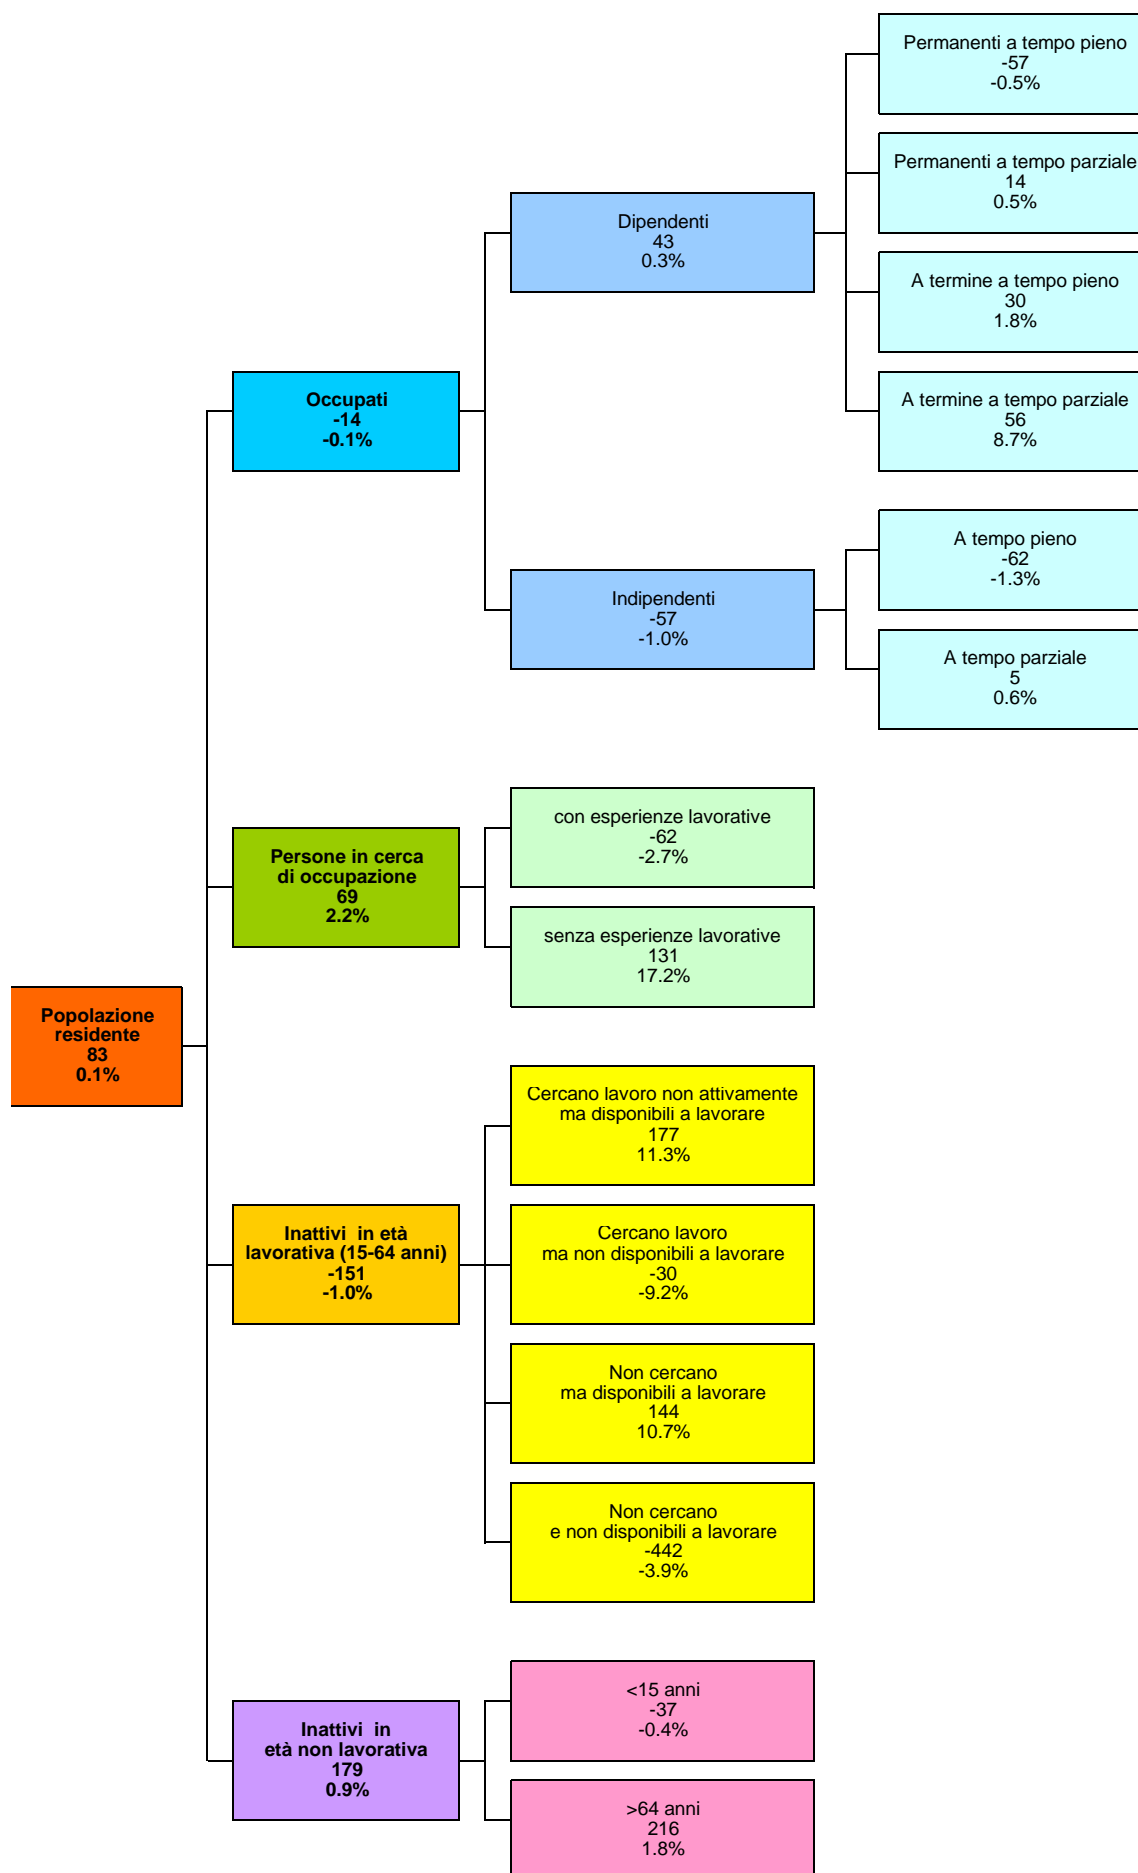 Permanenti a tempo pieno
-57
-0.5%
Permanenti a tempo parziale
14
0.5%
Dipendenti
43
0.3%
A termine a tempo pieno
30
1.8%
Occupati
-14
-0.1%
A termine a tempo parziale
56
8.7%
A tempo pieno
-62
-1.3%
Indipendenti
-57
-1.0%
A tempo parziale
5
0.6%
con esperienze lavorative
-62
-2.7%
Persone in cerca
di occupazione
69
2.2%
senza esperienze lavorative
131
17.2%
Popolazione
residente
83
0.1%
Cercano lavoro non attivamente
ma disponibili a lavorare
177
11.3%
Inattivi  in età
lavorativa (15-64 anni)
-151
-1.0%
Cercano lavoro
ma non disponibili a lavorare
-30
-9.2%
Non cercano
ma disponibili a lavorare
144
10.7%
Non cercano
e non disponibili a lavorare
-442
-3.9%
<15 anni
-37
-0.4%
Inattivi  in
età non lavorativa
179
0.9%
>64 anni
216
1.8%